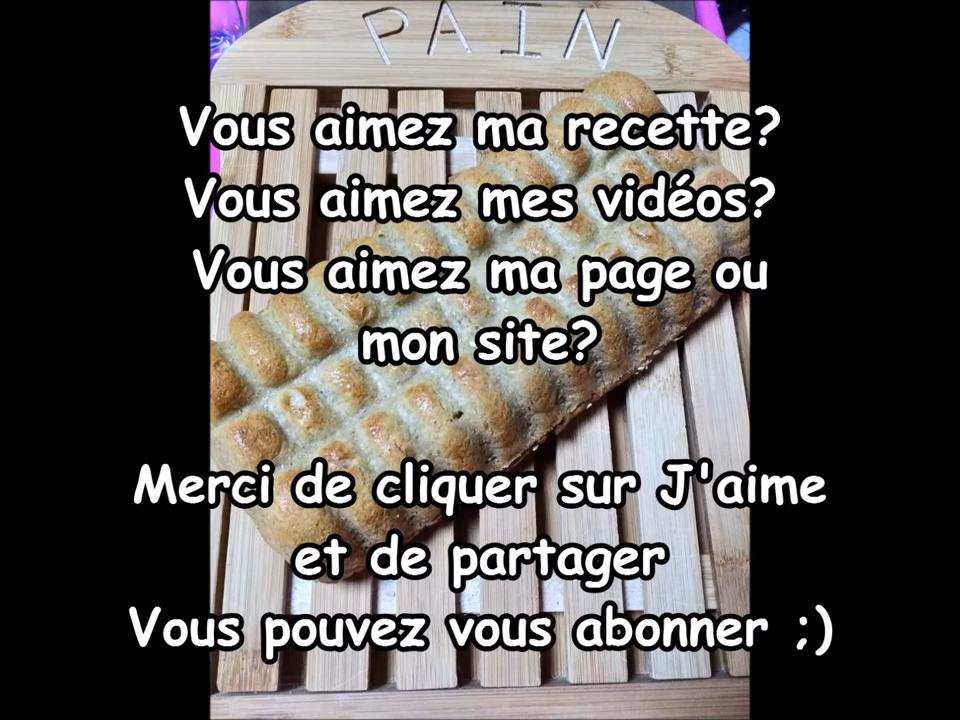 PAIN
Vous aimez ma recette?
Vous aimez mes vidéos?
Vous aimez ma page ou
mon site?
Merci de cliquer sur J'aime
et de partager
Vous pouvez vous abonner ;)